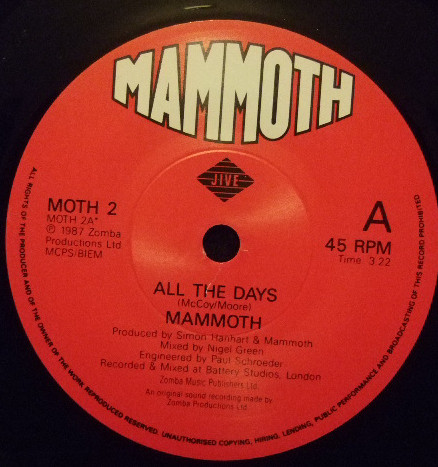 MAMMOTH
JIVE
MOTH 2
MOTH 2A*
℗ 1987 Zomba
Productions Ltd
MCPS/BIEM
A
45 RPM
Time 3.22
ALL THE DAYS
(McCoy/Moore)
MAMMOTH
Produced by Simon Hanhart & Mammoth
Mixed by Nigel Green
Engineered by Paul Schroeder
Recorded & Mixed at Battery Studios, London
Zomba Music Publishers Ltd.
An original sound recording made by
Zomba Productions Ltd.
ALL RIGHTS OF THE PRODUCER AND OF THE OWNER OF THE WORK REPRODUCED RESERVED. UNAUTHORISED COPYING, HIRING, LENDING, PUBLIC PERFORMANCE AND BROADCASTING OF THIS RECORD PROHIBITED